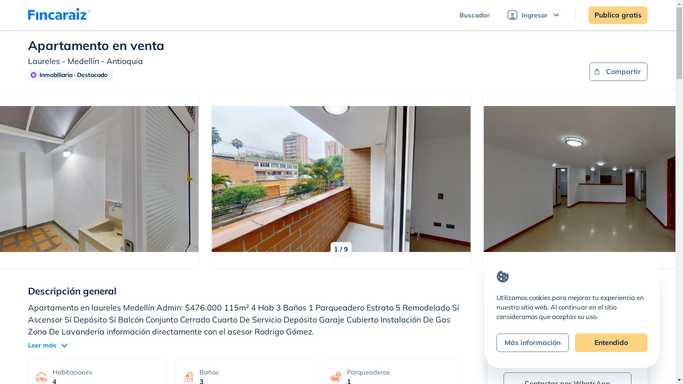 Fincaraiz
Buscador
Ingresar
Publica gratis
Apartamento en venta
Laureles - Medellín - Antioquia
Inmobiliaria · Destacado
Compartir
1 / 9
Descripción general
Apartamento en laureles Medellín Admin: $476.000 115m² 4 Hab 3 Baños 1 Parqueadero Estrato 5 Remodelado Sí
Ascensor Sí Depósito Sí Balcón Conjunto Cerrado Cuarto De Servicio Depósito Garaje Cubierto Instalación De Gas
Zona De Lavandería información directamente con el asesor Rodrigo Gómez.
Leer más
Habitaciones
4
Baños
3
Parqueaderos
1
Utilizamos cookies para mejorar tu experiencia en
nuestro sitio web. Al continuar en el sitio
consideramos que aceptas su uso.
Más información
Entendido
Contactar por WhatsApp